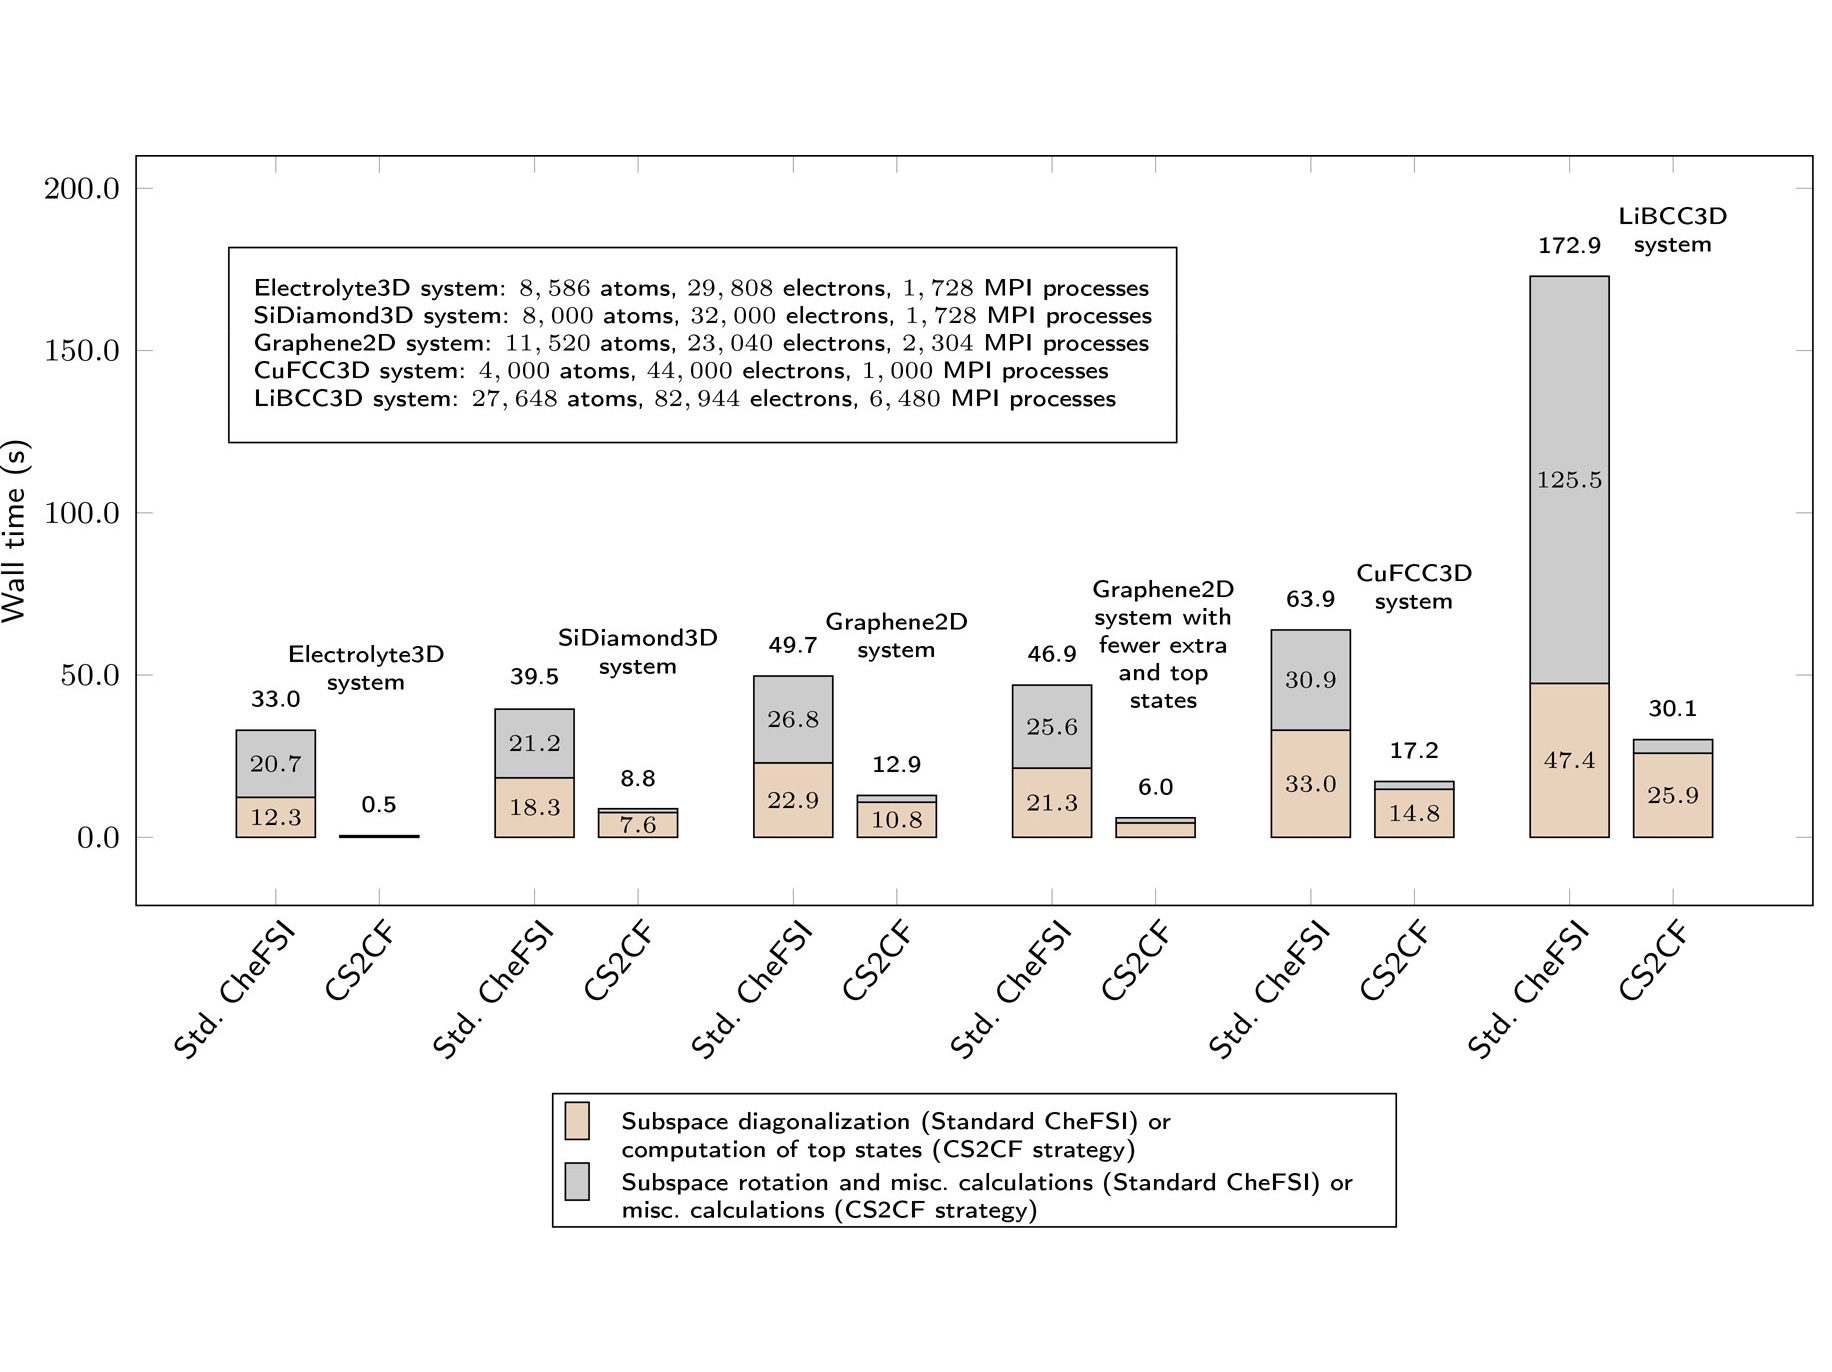 Wall time (s)
200.0
150.0
100.0
50.0
0.0
Electrolyte3D system: 8, 586 atoms, 29, 808 electrons, 1, 728 MPI processes
SiDiamond3D system: 8, 000 atoms, 32, 000 electrons, 1, 728 MPI processes
Graphene2D system: 11, 520 atoms, 23, 040 electrons, 2, 304 MPI processes
CuFCC3D system: 4, 000 atoms, 44, 000 electrons, 1, 000 MPI processes
LiBCC3D system: 27, 648 atoms, 82, 944 electrons, 6, 480 MPI processes
Electrolyte3D
system
33.0
20.7
12.3
0.5
SiDiamond3D
system
39.5
21.2
18.3
8.8
7.6
Graphene2D
system
49.7
26.8
22.9
12.9
10.8
Graphene2D
system with
fewer extra
and top
states
46.9
25.6
21.3
6.0
CuFCC3D
system
63.9
30.9
33.0
17.2
14.8
LiBCC3D
system
172.9
125.5
47.4
30.1
25.9
Std. CheFSI
CS2CF
Std. CheFSI
CS2CF
Std. CheFSI
CS2CF
Std. CheFSI
CS2CF
Std. CheFSI
CS2CF
Std. CheFSI
CS2CF
Subspace diagonalization (Standard CheFSI) or
computation of top states (CS2CF strategy)
Subspace rotation and misc. calculations (Standard CheFSI) or
misc. calculations (CS2CF strategy)